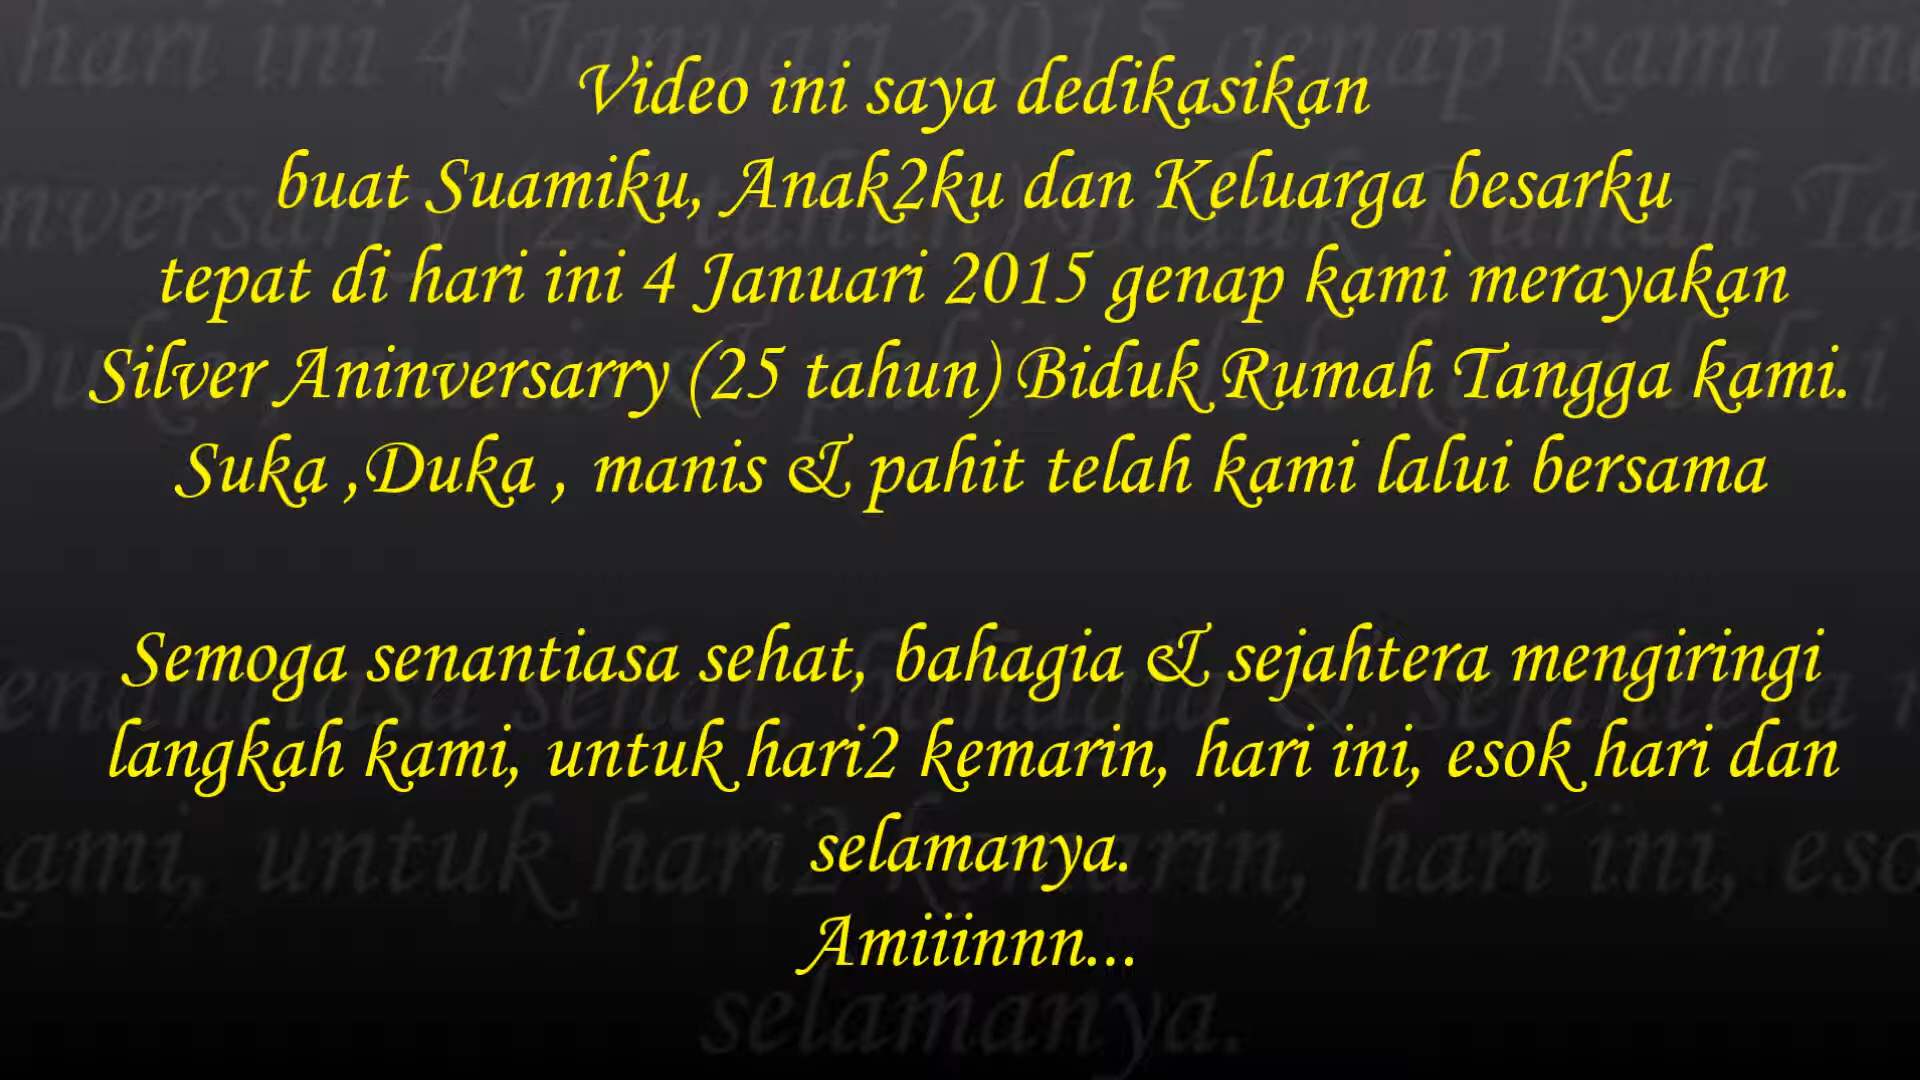 Video ini saya dedikasikan
buat Suamiku, Anak2ku dan Keluarga besarku
tepat di hari ini 4 Januari 2015 genap kami merayakan
Silver Aninversarry (25 tahun) Biduk Rumah Tangga kami.
Suka ,Duka , manis & pahit telah kami lalui bersama
Semoga senantiasa sehat, bahagia & sejahtera mengiringi
langkah kami, untuk hari2 kemarin, hari ini, esok hari dan
selamanya.
Amiiinnn...